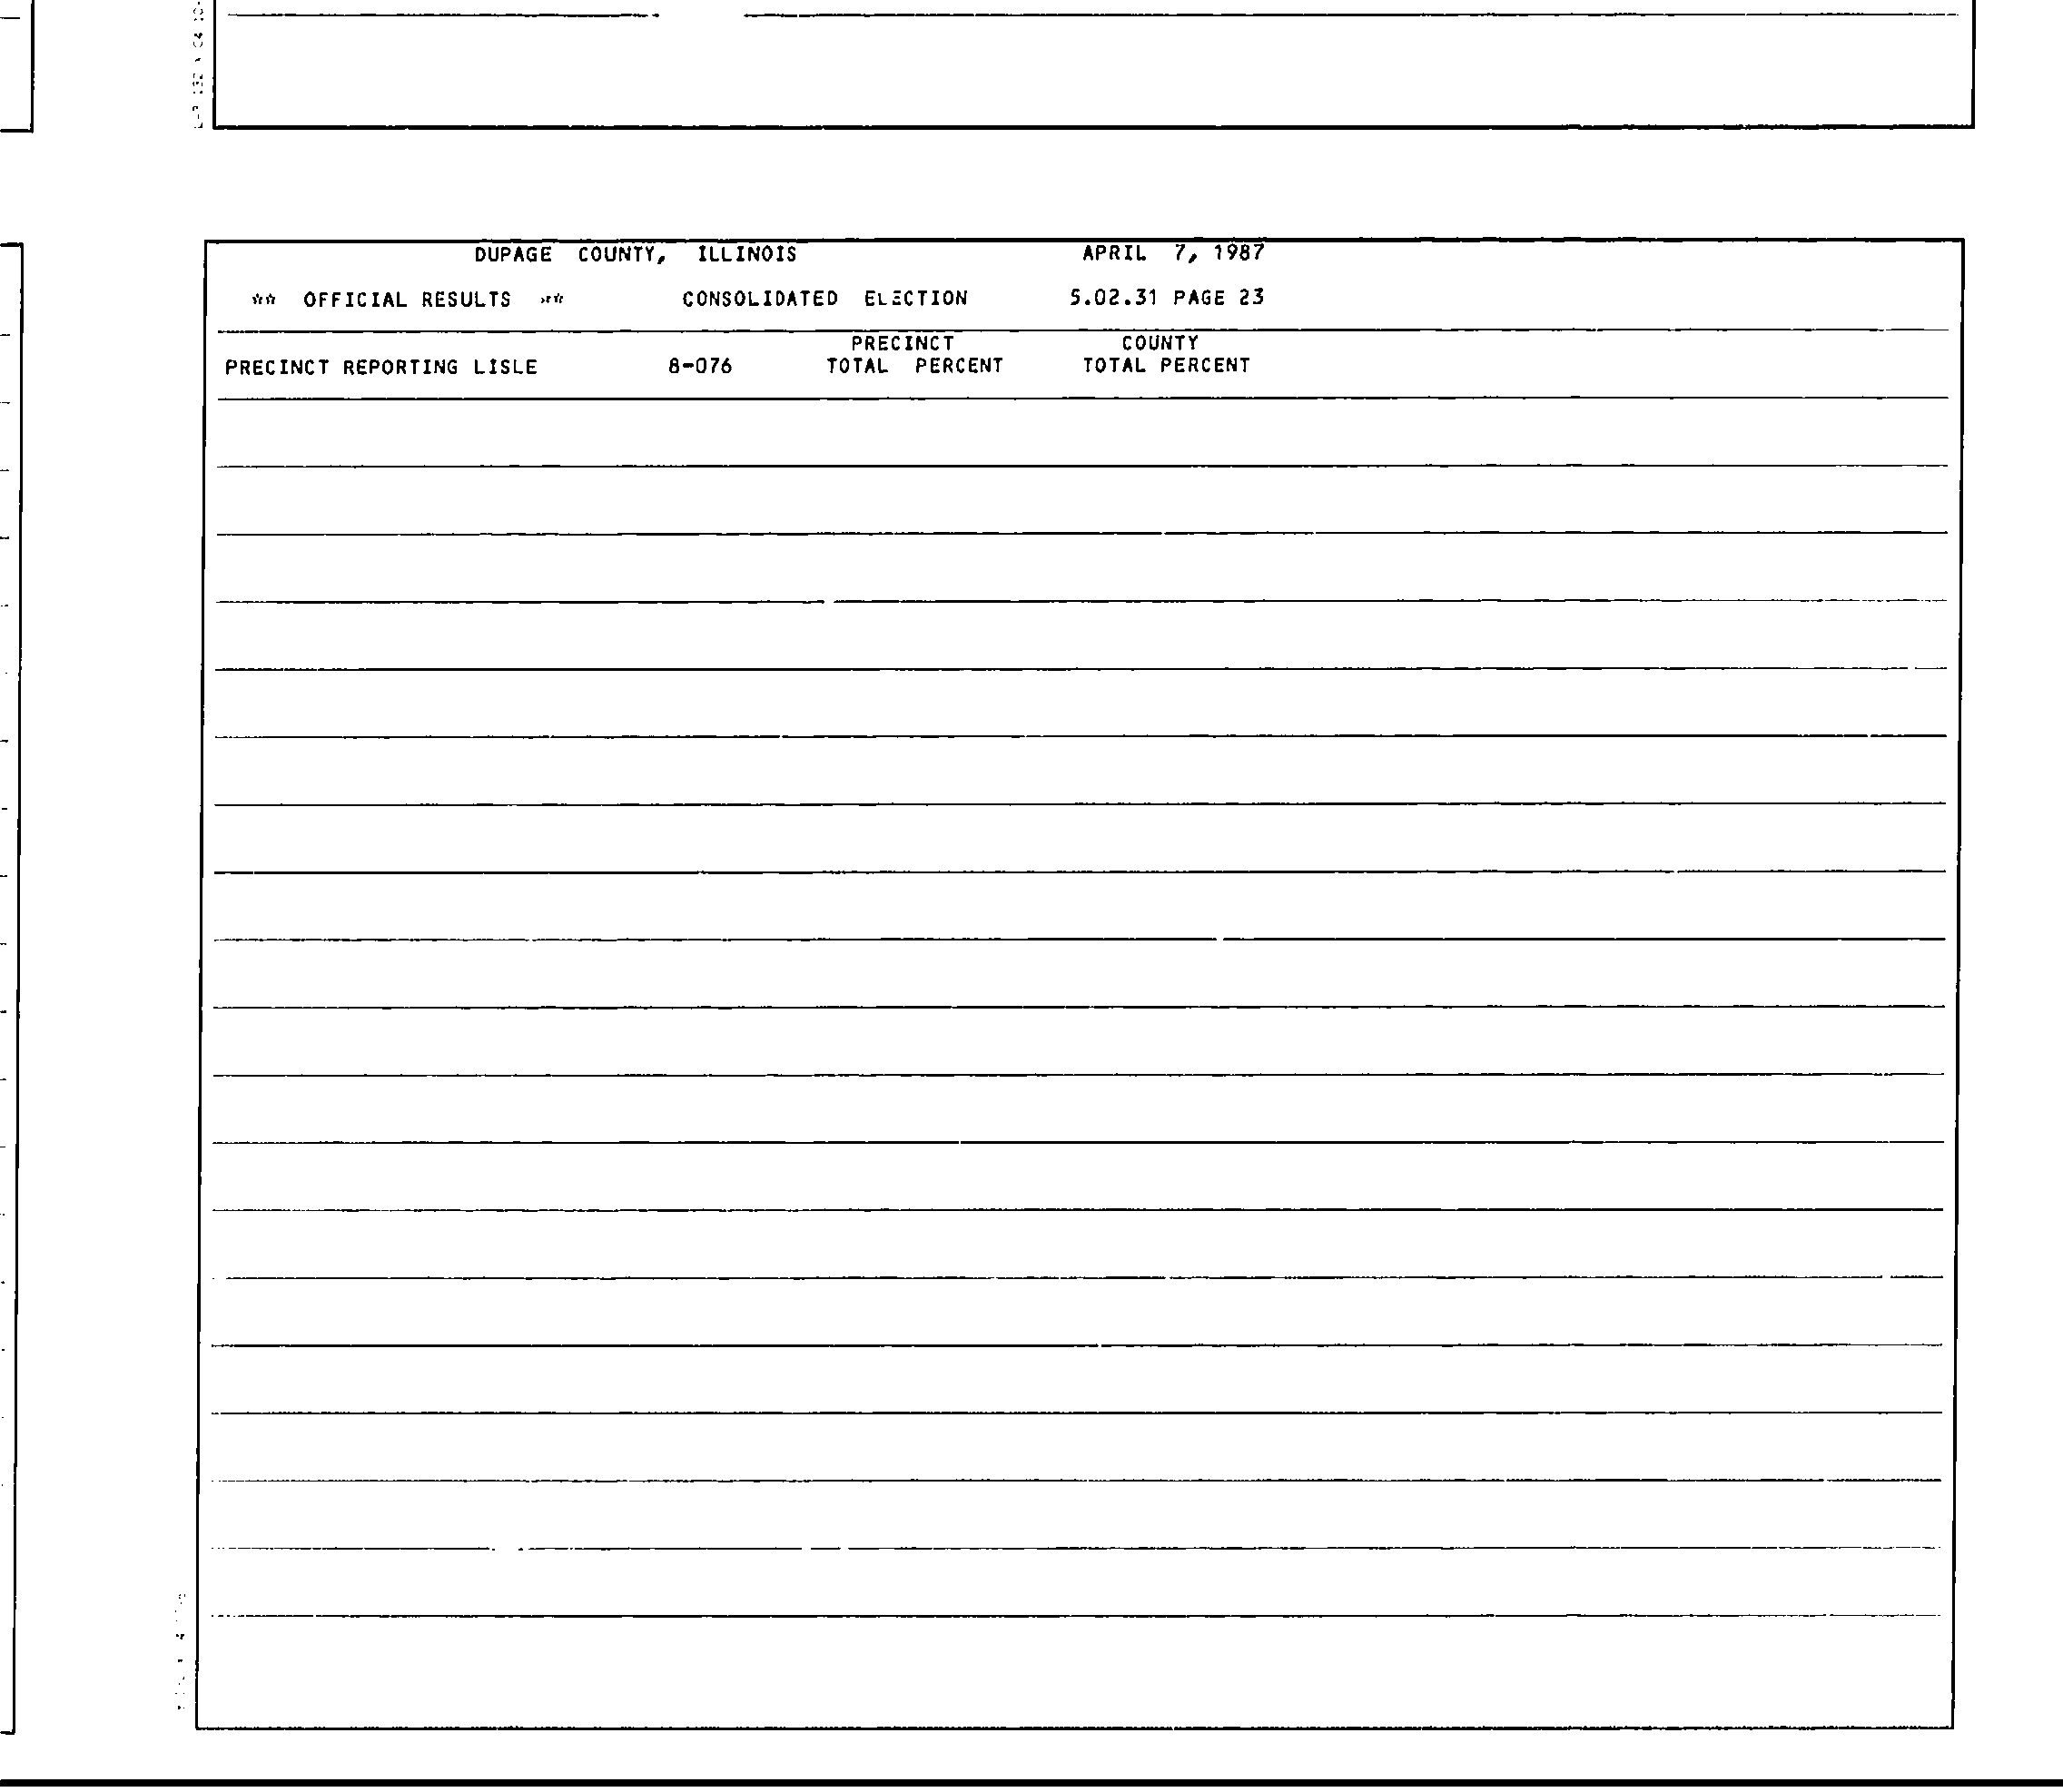 DUPAGE COUNTY, ILLINOIS APRIL 7, 1987
** OFFICIAL RESULTS ** CONSOLIDATED ELECTION 5.02.31 PAGE 23
PRECINCT COUNTY
PRECINCT REPORTING LISLE 8-076 TOTAL PERCENT TOTAL PERCENT